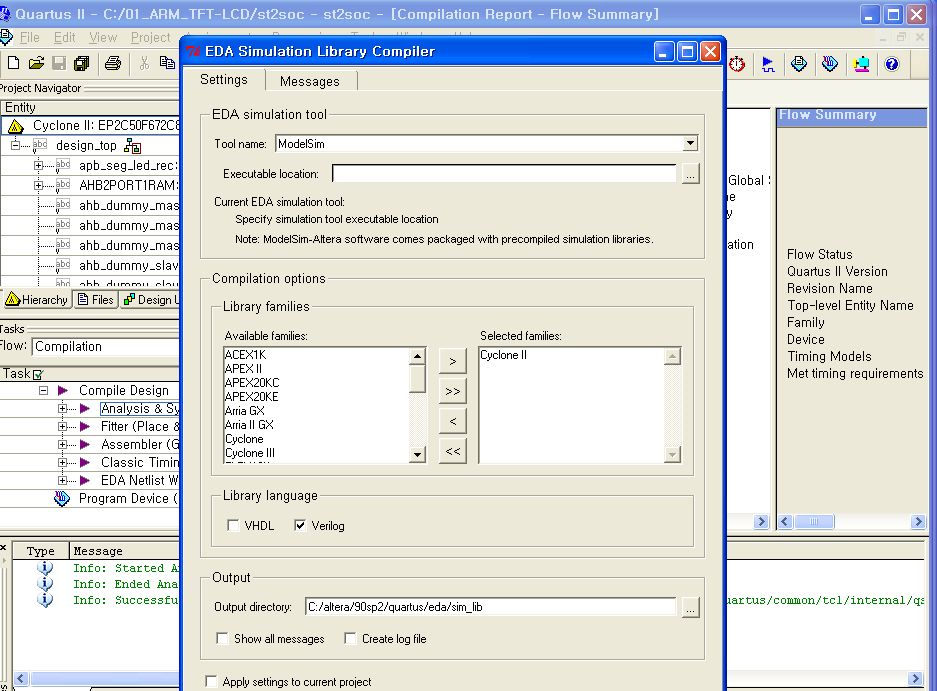 Quartus II - C:/01_ARM_TFT-LCD/st2soc - st2soc - [Compilation Report - Flow Summary]
File Edit View Project
EDA Simulation Library Compiler
Settings Messages
Project Navigator
Entity
Cyclone II: EP2C50F672C8
design_top
apb_seg_led_rec:
AHB2PORT1RAM:
ahb_dummy_mas
ahb_dummy_mas
ahb_dummy_mas
ahb_dummy_slav
ahb_dummy_slav
Hierarchy Files Design U
Tasks
Flow: Compilation
Task
Compile Design
Analysis & Sy
Fitter (Place &
Assembler (G
Classic Timin
EDA Netlist W
Program Device (
EDA simulation tool
Tool name: ModelSim
Executable location: ...
Current EDA simulation tool:
Specify simulation tool executable location
Note: ModelSim-Altera software comes packaged with precompiled simulation libraries.
Compilation options
Library families
Available families: Selected families:
ACEX1K
APEX II
APEX20KC
APEX20KE
Arria GX
Arria II GX
Cyclone
Cyclone III
>
>>
<
<<
Cyclone II
Library language
VHDL Verilog
Output
Output directory: C:/altera/90sp2/quartus/eda/sim_lib ...
Show all messages Create log file
Apply settings to current project
Global
ation
Flow Summary
Flow Status
Quartus II Version
Revision Name
Top-level Entity Name
Family
Device
Timing Models
Met timing requirements
Type Message
Info: Started A
Info: Ended Ana
Info: Successfu
uartus/common/tcl/internal/qs